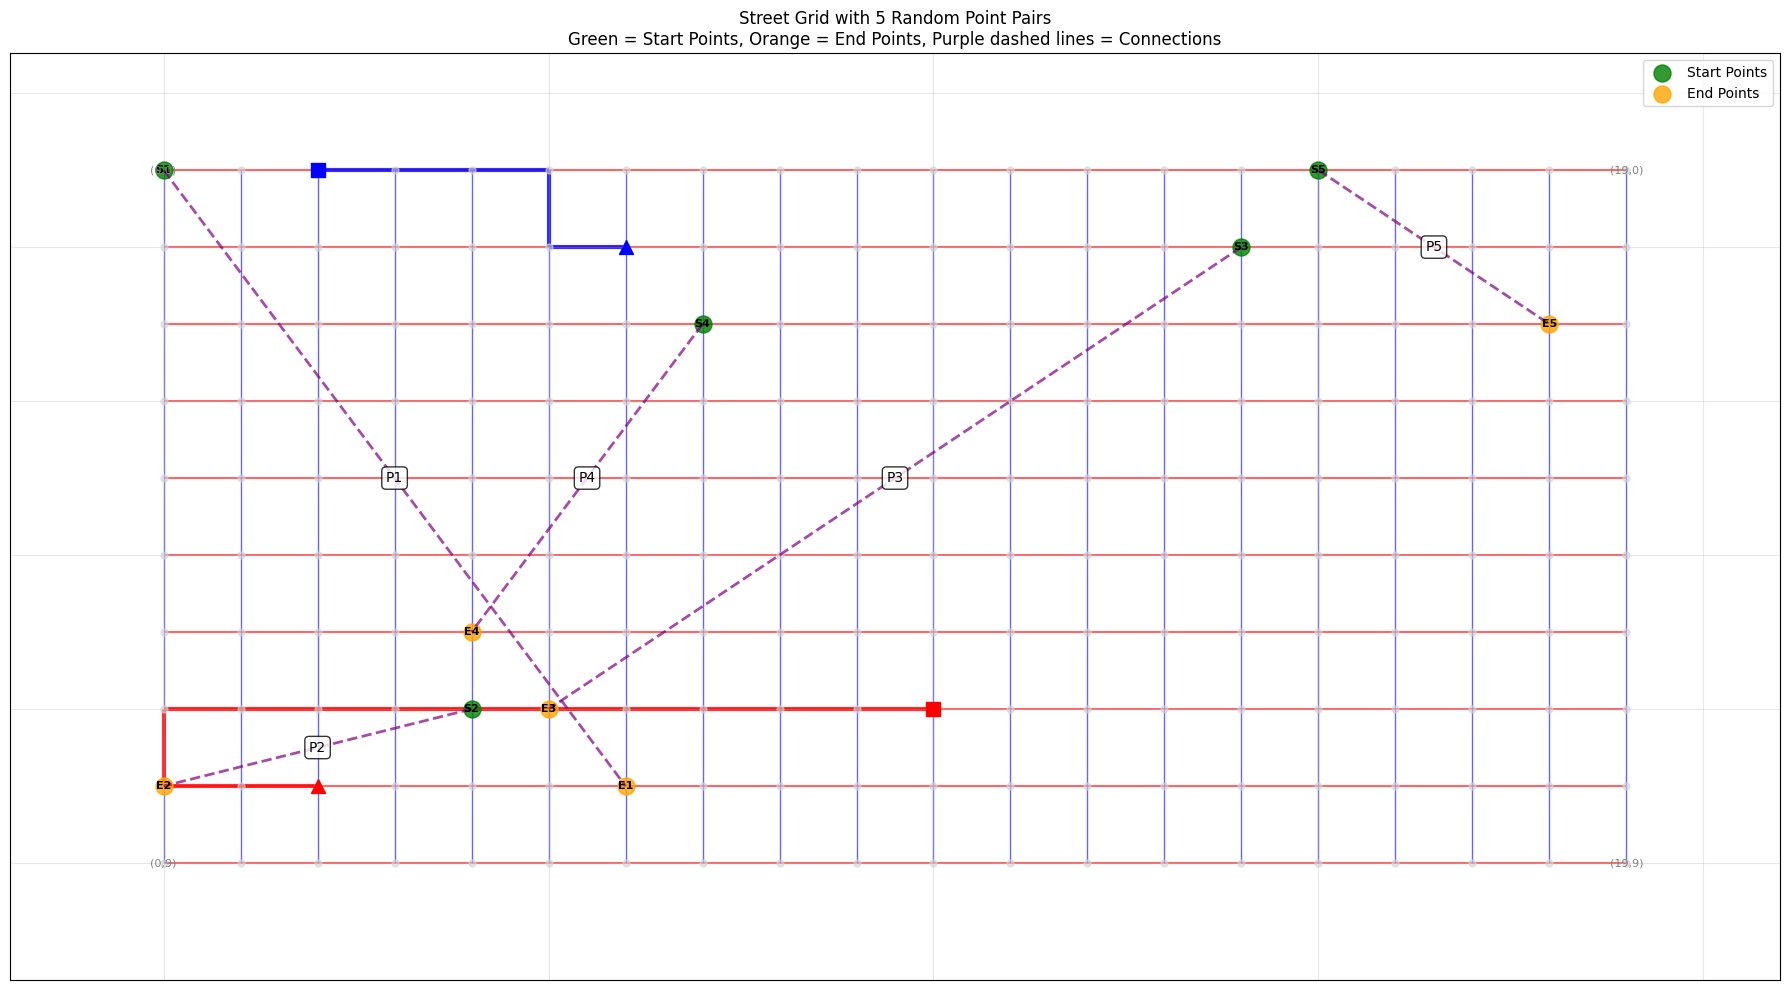 Street Grid with 5 Random Point Pairs
Green = Start Points, Orange = End Points, Purple dashed lines = Connections
Start Points
End Points
S1
S5
(19,0)
S3
P5
S4
E5
P1
P4
P3
E4
S2
E3
P2
E2
E1
(0,9)
(19,9)